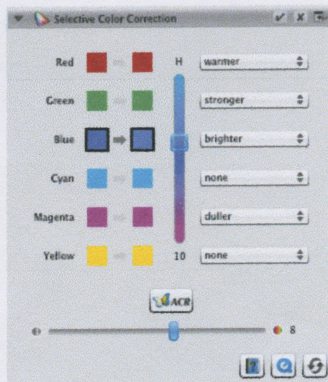 Selective Color Correction
Red H warmer
Green stronger
Blue brighter
Cyan none
Magenta duller
Yellow 10 none
ACR
8
?